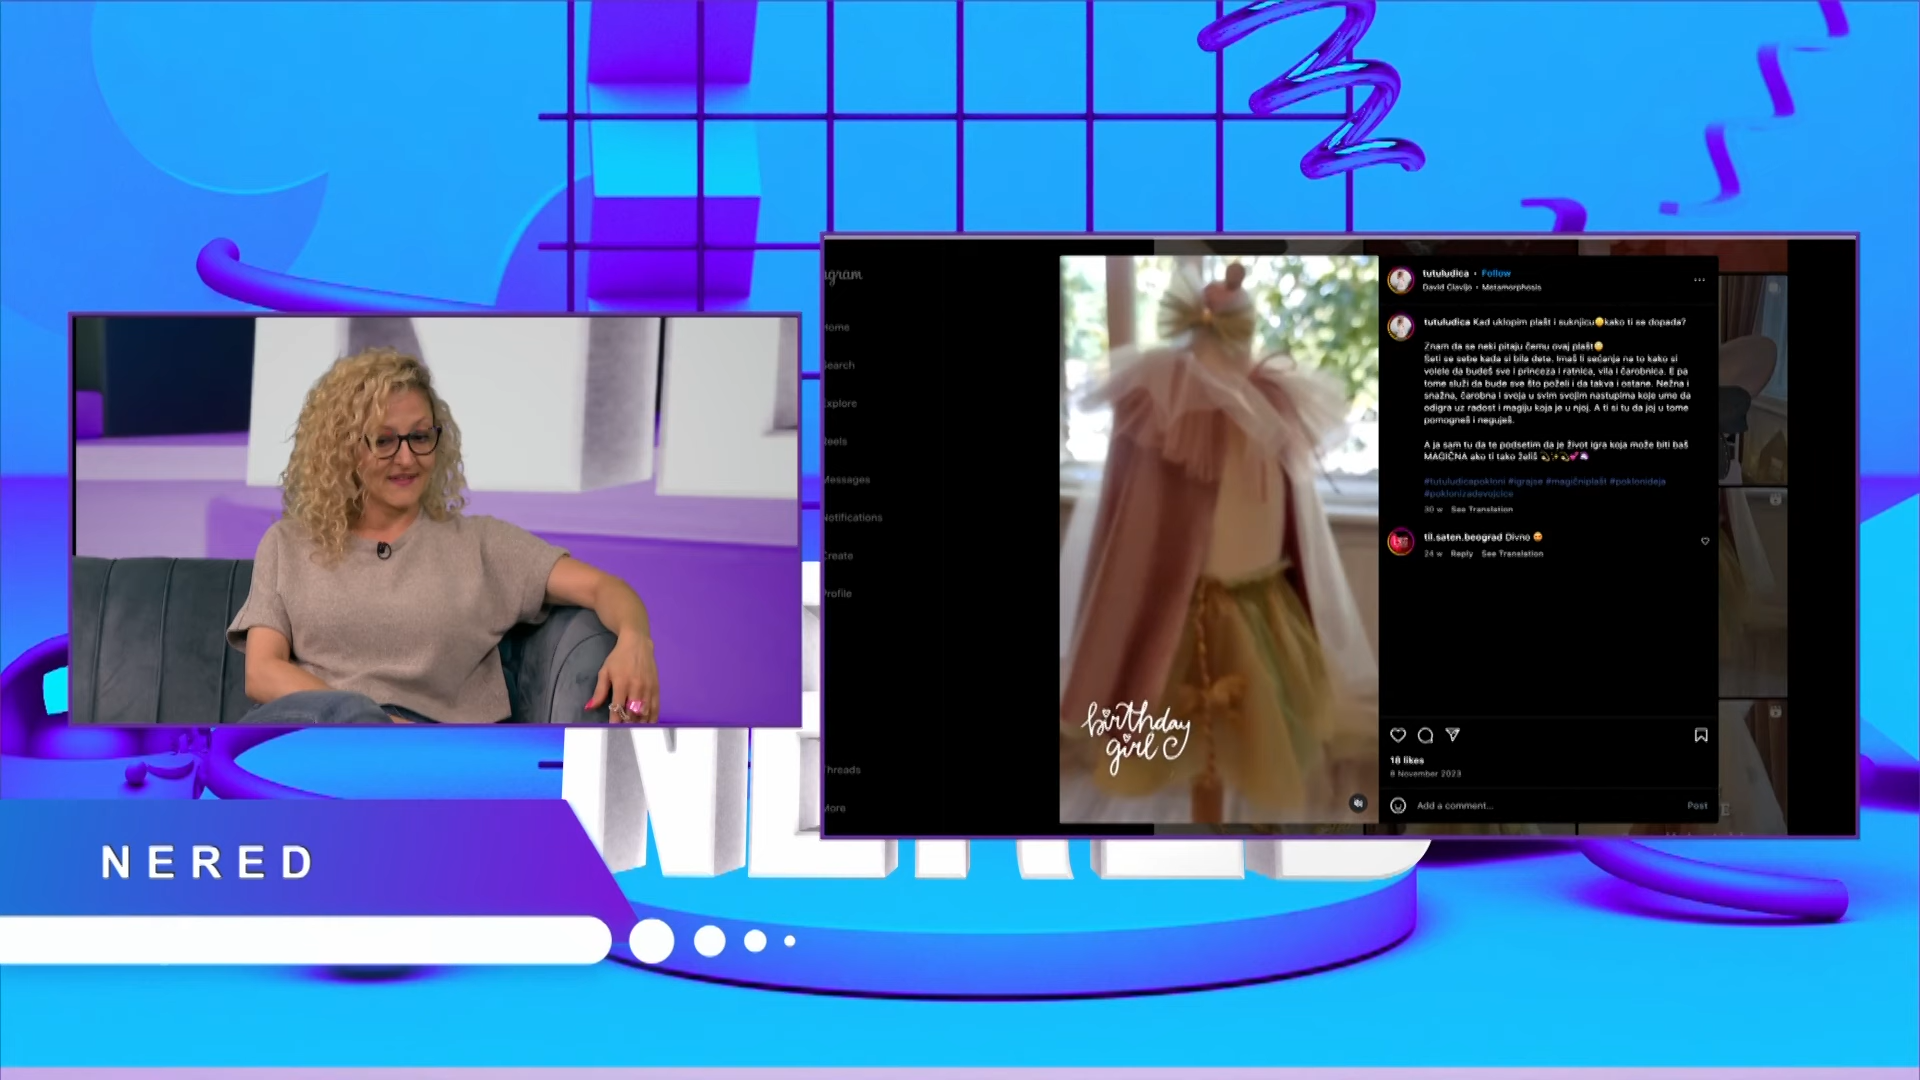 agram
Home
Search
Explore
Reels
Messages
Notifications
Create
Profile
Threads
More
birthday
girl
tutuludica • Follow
David Clavijo • Metamorphosis
tutuludica Kad uklopim plašt i suknjicu😊kako ti se dopada?
Znam da se neki pitaju čemu ovaj plašt😊
Seti se sebe kada si bila dete. Imaš li sećanja na to kako si
volele da budeš sve i princeza i ratnica, vila i čarobnica. E pa
tome služi da bude sve što poželi i da takva i ostane. Nežna i
snažna, čarobna i svoja u svim svojim nastupima koje ume da
odigra uz radost i magiju koja je u njoj. A ti si tu da joj u tome
pomogneš i neguješ.
A ja sam tu da te podsetim da je život igra koja može biti baš
MAGIČNA ako ti tako želiš 💫✨💫💕🦄
#tutuludicapokloni #igrajse #magičniplašt #poklonideja
#poklonizadevojcice
30 w See Translation
til.saten.beograd Divno 😍
24 w Reply See Translation
18 likes
8 November 2023
Add a comment...
Post
NERED